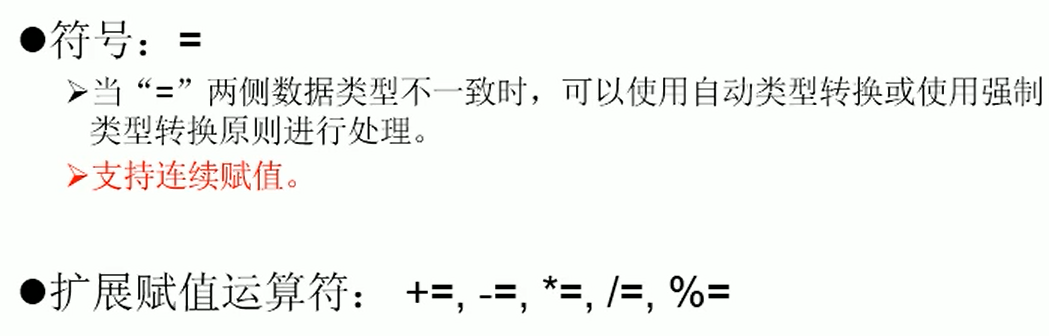 ●符号：=
➢当“=”两侧数据类型不一致时，可以使用自动类型转换或使用强制
类型转换原则进行处理。
➢支持连续赋值。
●扩展赋值运算符： +=, -=, *=, /=, %=